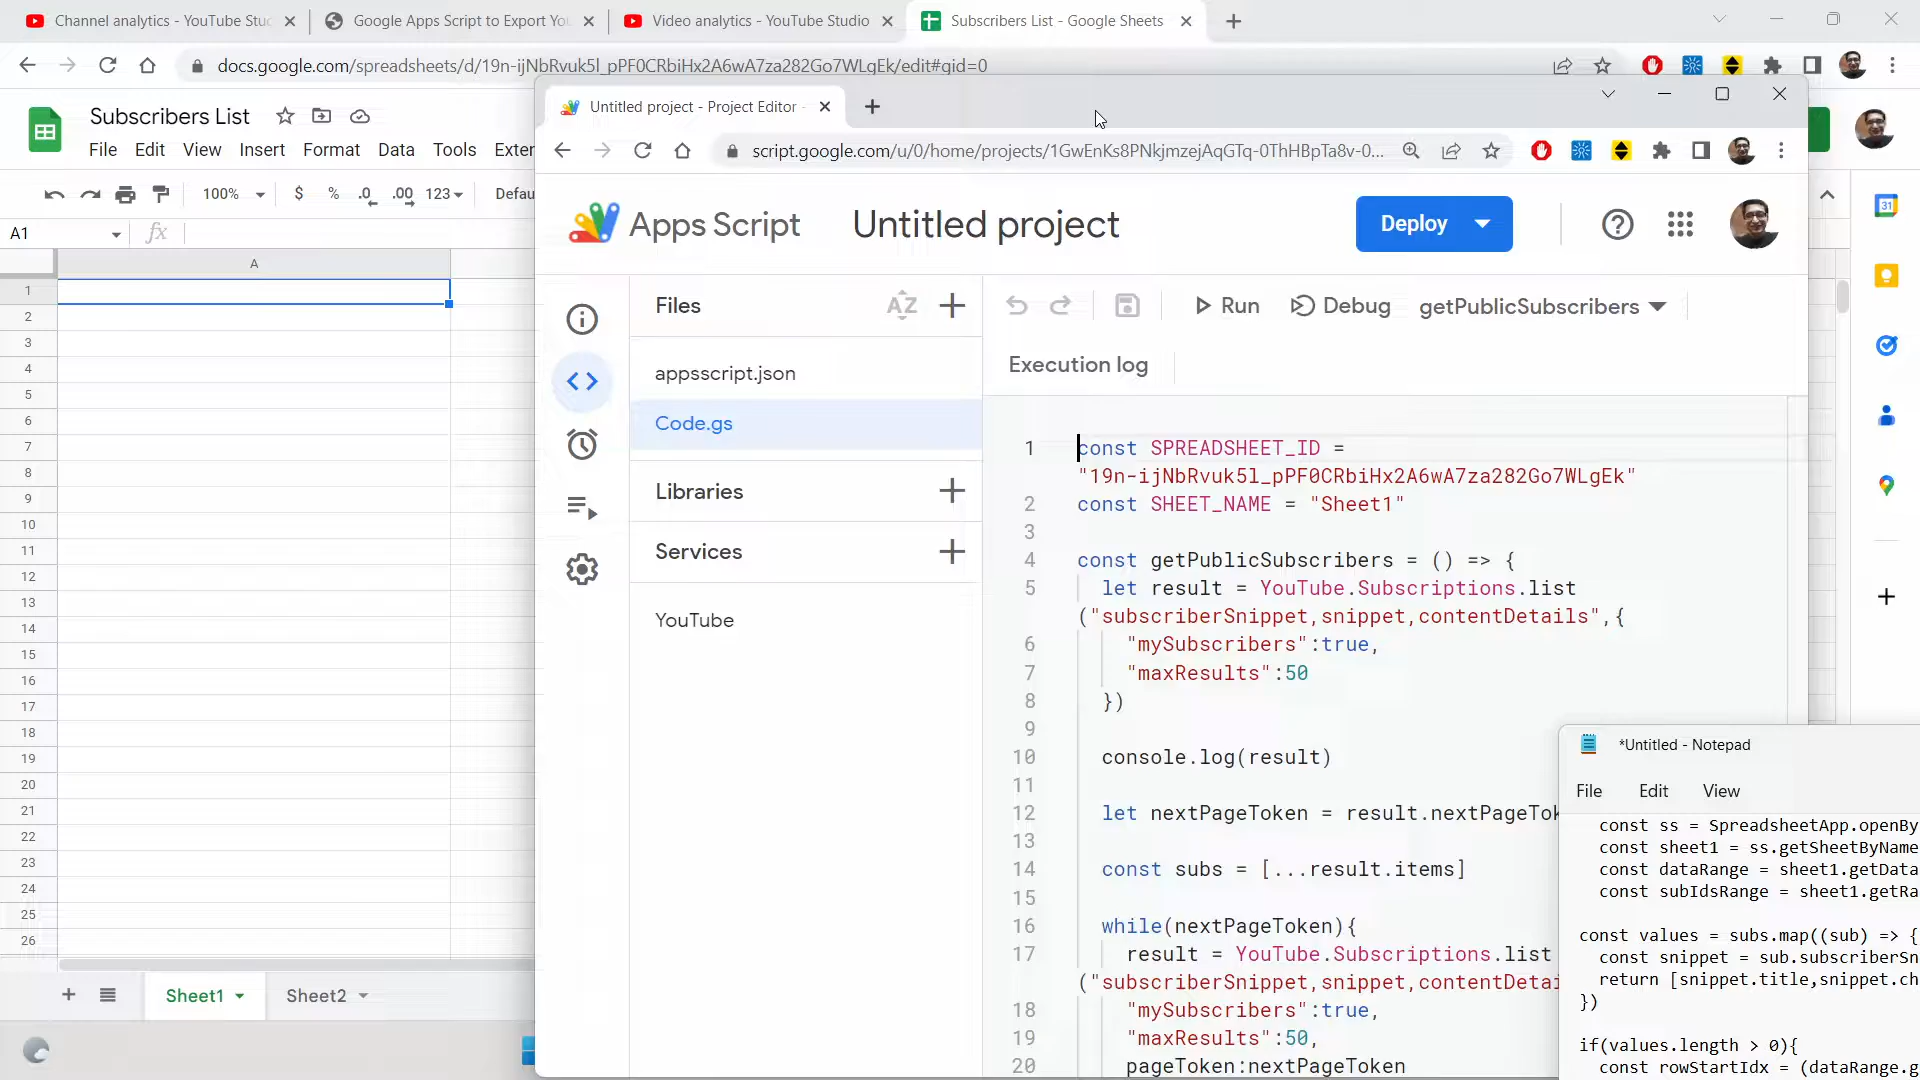 Channel analytics - YouTube Stu
Google Apps Script to Export You
Video analytics - YouTube Studio
Subscribers List - Google Sheets
docs.google.com/spreadsheets/d/19n-ijNbRvuk5l_pPF0CRbiHx2A6wA7za282Go7WLgEk/edit#gid=0
Subscribers List
File Edit View Insert Format Data Tools Exter
100% $ % .0 .00 123 Defau
A1 fx
A
1
2
3
4
5
6
7
8
9
10
11
12
13
14
15
16
17
18
19
20
21
22
23
24
25
26
Sheet1 Sheet2
Untitled project - Project Editor -
script.google.com/u/0/home/projects/1GwEnKs8PNkjmzejAqGTq-0ThHBpTa8v-0...
Apps Script Untitled project
Deploy
Files AZ
appsscript.json
Code.gs
Libraries
Services
YouTube
Run Debug getPublicSubscribers
Execution log
1 const SPREADSHEET_ID =
"19n-ijNbRvuk5l_pPF0CRbiHx2A6wA7za282Go7WLgEk"
2 const SHEET_NAME = "Sheet1"
3
4 const getPublicSubscribers = () => {
5 let result = YouTube.Subscriptions.list
("subscriberSnippet,snippet,contentDetails",{
6 "mySubscribers":true,
7 "maxResults":50
8 })
9
10 console.log(result)
11
12 let nextPageToken = result.nextPageTok
13
14 const subs = [...result.items]
15
16 while(nextPageToken){
17 result = YouTube.Subscriptions.list
("subscriberSnippet,snippet,contentDetai
18 "mySubscribers":true,
19 "maxResults":50,
20 pageToken:nextPageToken
*Untitled - Notepad
File Edit View
const ss = SpreadsheetApp.openBy
const sheet1 = ss.getSheetByName
const dataRange = sheet1.getData
const subIdsRange = sheet1.getRa
const values = subs.map((sub) => {
const snippet = sub.subscriberSn
return [snippet.title,snippet.ch
})
if(values.length > 0){
const rowStartIdx = (dataRange.g
31